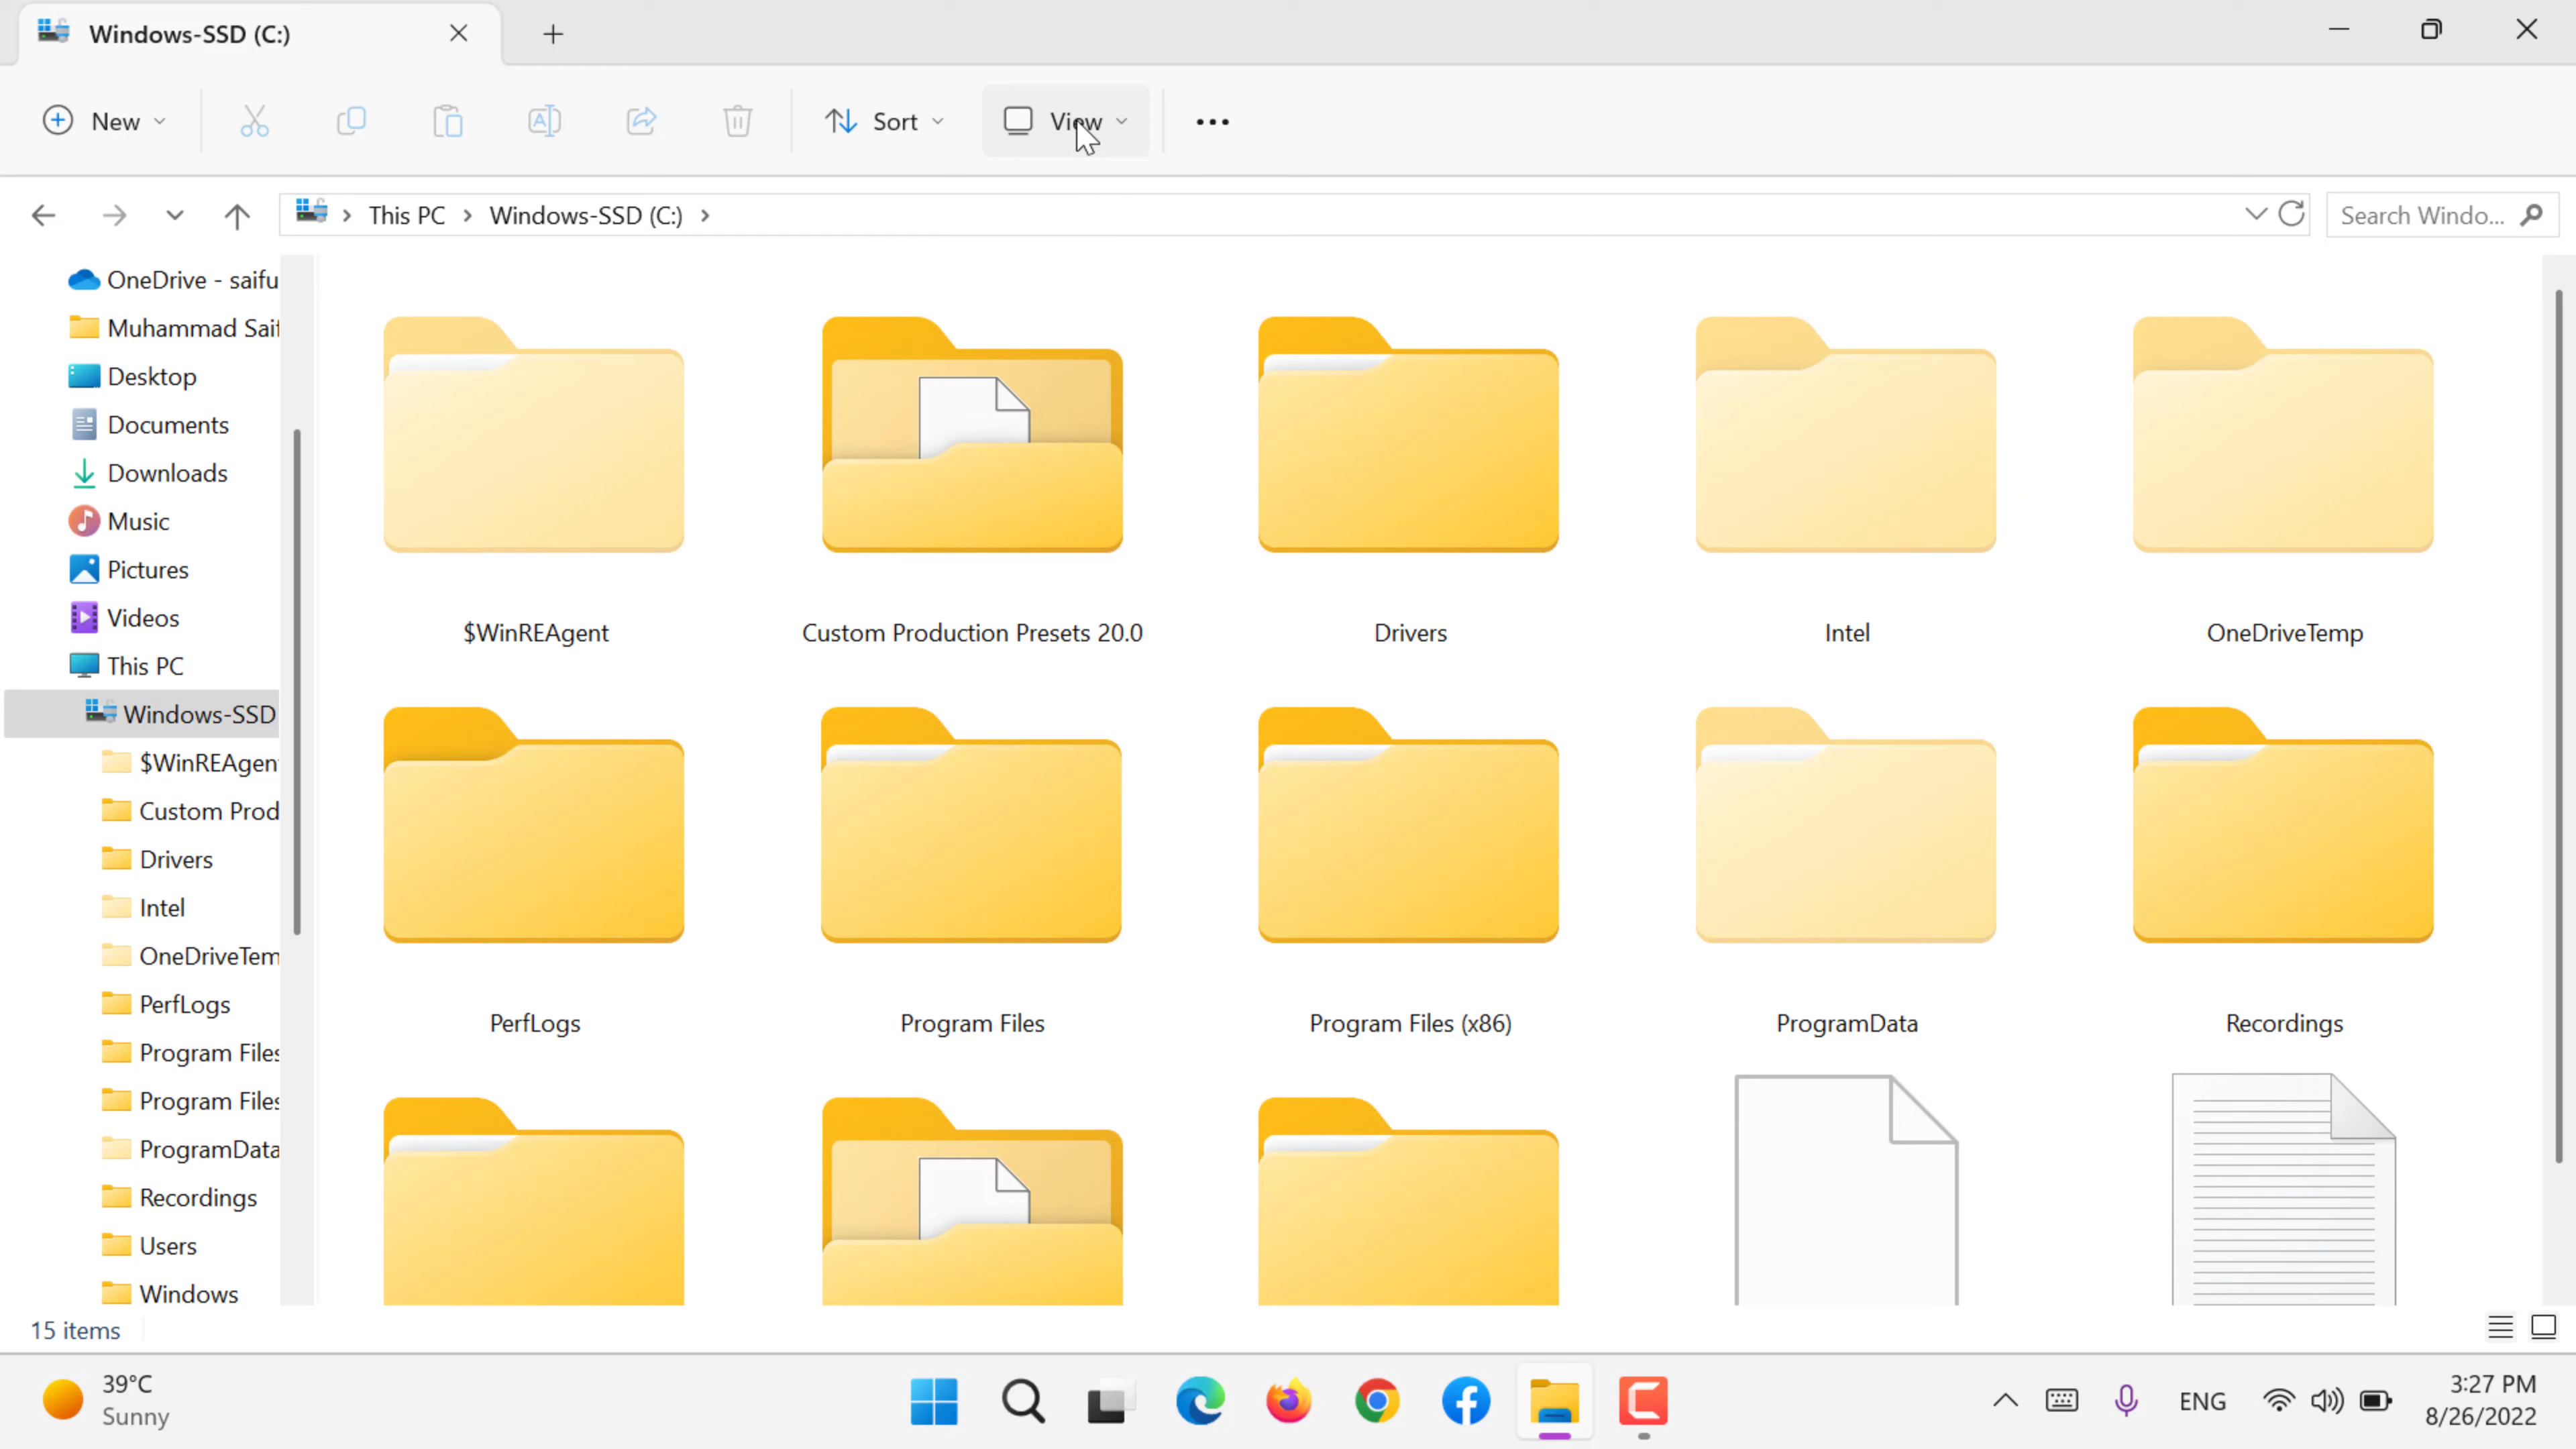 Windows-SSD (C:)
New
Sort
View
This PC > Windows-SSD (C:) >
Search Windo...
OneDrive - saifu
Muhammad Saif
Desktop
Documents
Downloads
Music
Pictures
Videos
This PC
Windows-SSD
$WinREAgent
Custom Prod
Drivers
Intel
OneDriveTem
PerfLogs
Program Files
Program Files
ProgramData
Recordings
Users
Windows
$WinREAgent
Custom Production Presets 20.0
Drivers
Intel
OneDriveTemp
PerfLogs
Program Files
Program Files (x86)
ProgramData
Recordings
15 items
39°C
Sunny
ENG
3:27 PM
8/26/2022